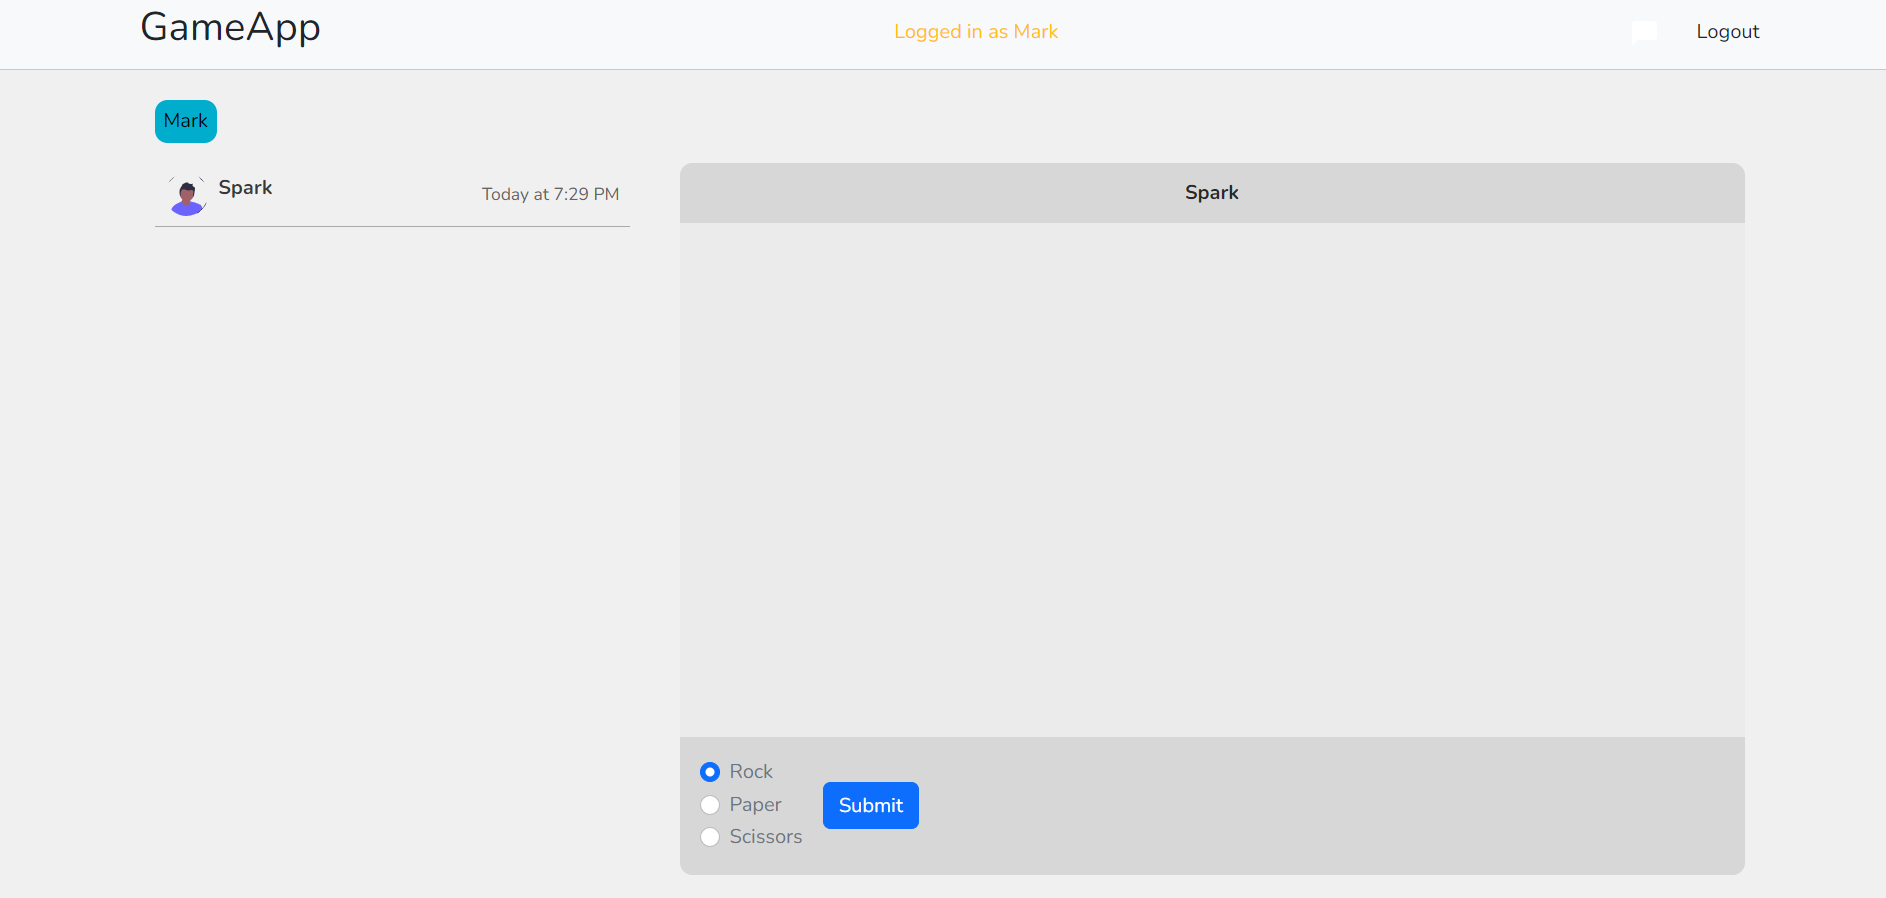 GameApp
Logged in as Mark
Logout
Mark
Spark
Today at 7:29 PM
Spark
Rock
Paper
Scissors
Submit